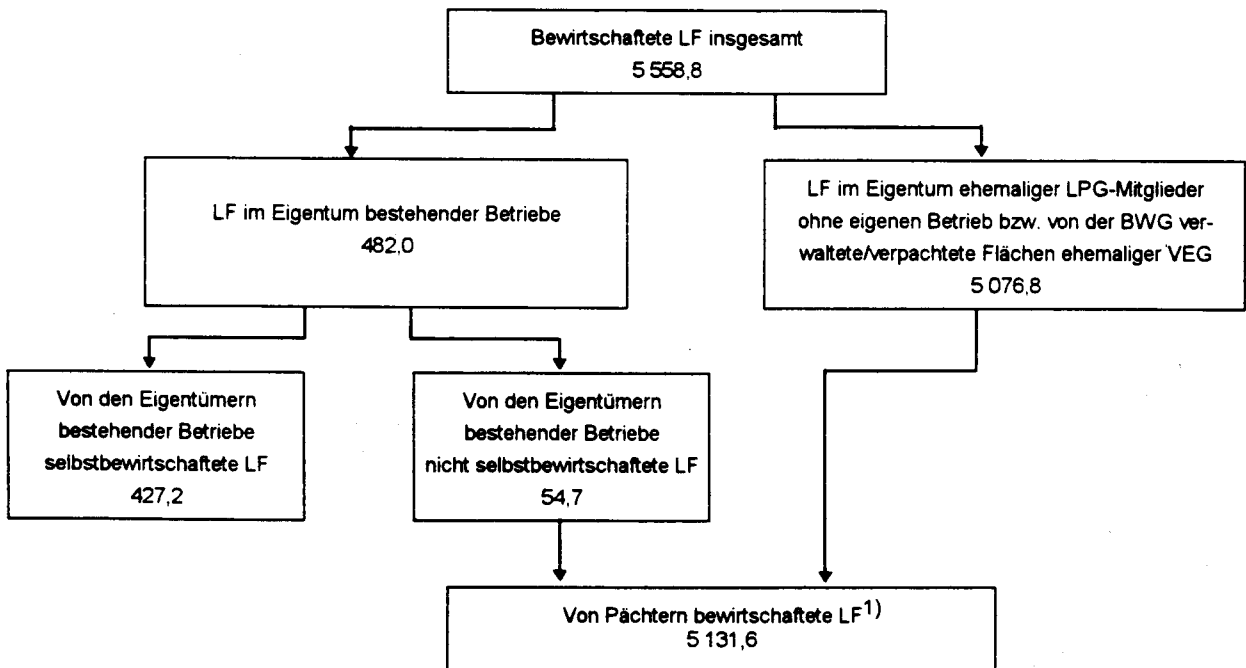 Bewirtschaftete LF insgesamt
5 558,8
LF im Eigentum bestehender Betriebe
482,0
LF im Eigentum ehemaliger LPG-Mitglieder
ohne eigenen Betrieb bzw. von der BWG ver-
waltete/verpachtete Flächen ehemaliger VEG
5 076,8
Von den Eigentümern
bestehender Betriebe
selbstbewirtschaftete LF
427,2
Von den Eigentümern
bestehender Betriebe
nicht selbstbewirtschaftete LF
54,7
Von Pächtern bewirtschaftete LF1)
5 131,6